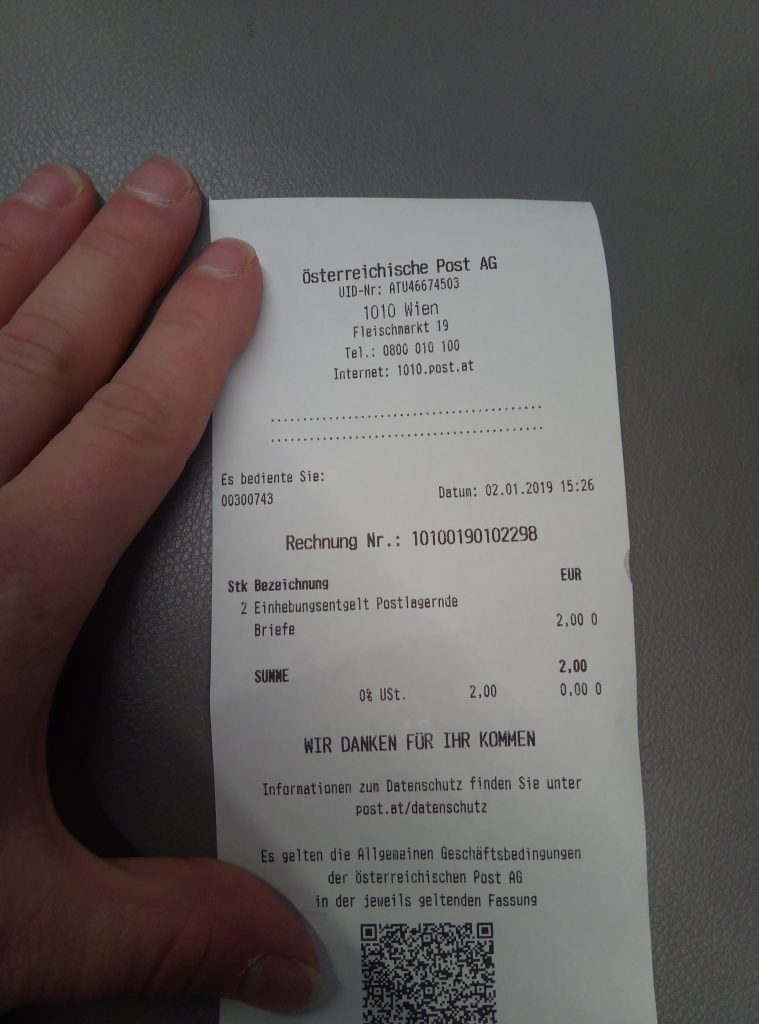 Österreichische Post AG
UID-Nr: ATU46674503
1010 Wien
Fleischmarkt 19
Tel.: 0800 010 100
Internet: 1010.post.at
...........................................
...........................................
Es bediente Sie:
00300743 Datum: 02.01.2019 15:26
Rechnung Nr.: 10100190102298
Stk Bezeichnung EUR
2 Einhebungsentgelt Postlagernde
Briefe 2,00 0
SUMME 2,00
0% USt. 2,00 0,00 0
WIR DANKEN FÜR IHR KOMMEN
Informationen zum Datenschutz finden Sie unter
post.at/datenschutz
Es gelten die Allgemeinen Geschäftsbedingungen
der österreichischen Post AG
in der jeweils geltenden Fassung